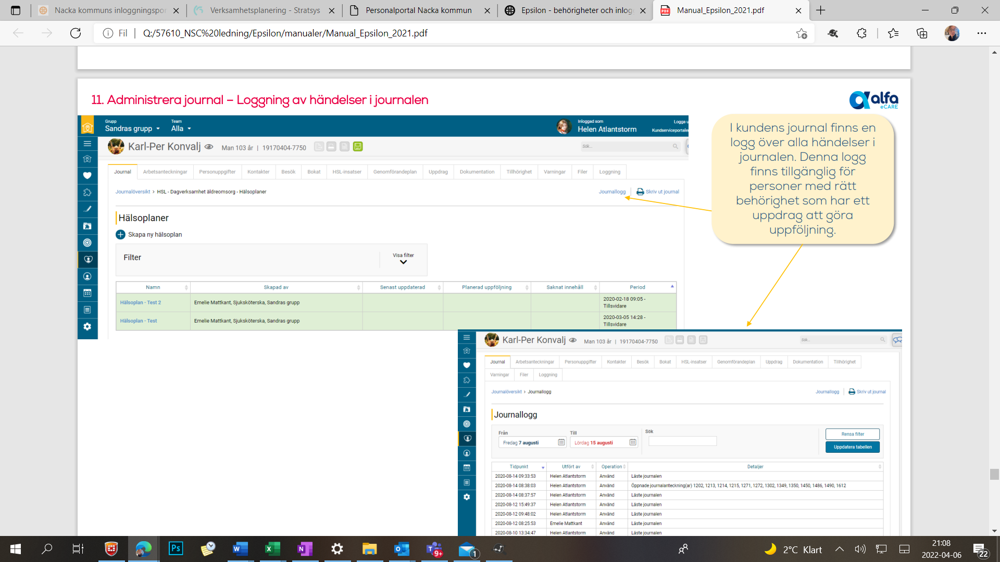 Nacka kommuns inloggningspor
Verksamhetsplanering - Stratsys
Personalportal Nacka kommun
Epsilon - behörigheter och inlogg
Manual_Epsilon_2021.pdf
Fil
Q:/57610_NSC%20ledning/Epsilon/manualer/Manual_Epsilon_2021.pdf
11. Administrera journal – Loggning av händelser i journalen
alfa
eCARE
Grupp
Sandras grupp
Team
Alla
Inloggad som
Helen Atlantstorm
Logga u
Kundserviceportale
Karl-Per Konvalj
Man 103 år | 19170404-7750
Sök...
Journal Arbetsanteckningar Personuppgifter Kontakter Besök Bokat HSL-insatser Genomförandeplan Uppdrag Dokumentation Tillhörighet Varningar Filer Loggning
Journalöversikt > HSL - Dagverksamhet äldreomsorg - Hälsoplaner
Journallogg
Skriv ut journal
Hälsoplaner
Skapa ny hälsoplan
Filter
Visa filter
Namn Skapad av Senast uppdaterad Planerad uppföljning Saknat innehåll Period
Hälsoplan - Test 2 Emelie Mattkant, Sjuksköterska, Sandras grupp 2020-02-18 09:05 -
Tillsvidare
Hälsoplan - Test Emelie Mattkant, Sjuksköterska, Sandras grupp 2020-03-05 14:28 -
Tillsvidare
I kundens journal finns en
logg över alla händelser i
journalen. Denna logg
finns tillgänglig för
personer med rätt
behörighet som har ett
uppdrag att göra
uppföljning.
Karl-Per Konvalj
Man 103 år | 19170404-7750
Sök...
Journal Arbetsanteckningar Personuppgifter Kontakter Besök Bokat HSL-insatser Genomförandeplan Uppdrag Dokumentation Tillhörighet
Varningar Filer Loggning
Journalöversikt > Journallogg
Journallogg
Skriv ut journal
Journallogg
Från
Fredag 7 augusti
Till
Lördag 15 augusti
Sök
Rensa filter
Uppdatera tabellen
Tidpunkt Utfört av Operation Detaljer
2020-08-14 09:33:53 Helen Atlantstorm Använd Läste journalen
2020-08-14 08:38:03 Helen Atlantstorm Använd Öppnade journalanteckning(ar) 1202, 1213, 1214, 1215, 1271, 1272, 1302, 1349, 1350, 1450, 1486, 1490, 1612
2020-08-14 08:37:57 Helen Atlantstorm Använd Läste journalen
2020-08-12 15:49:37 Helen Atlantstorm Använd Läste journalen
2020-08-12 09:48:02 Helen Atlantstorm Använd Läste journalen
2020-08-12 08:25:53 Emelie Mattkant Använd Läste journalen
2020-08-10 13:34:47 Helen Atlantstorm Använd Läste journalen
9+
1
2°C Klart
21:08
2022-04-06
22